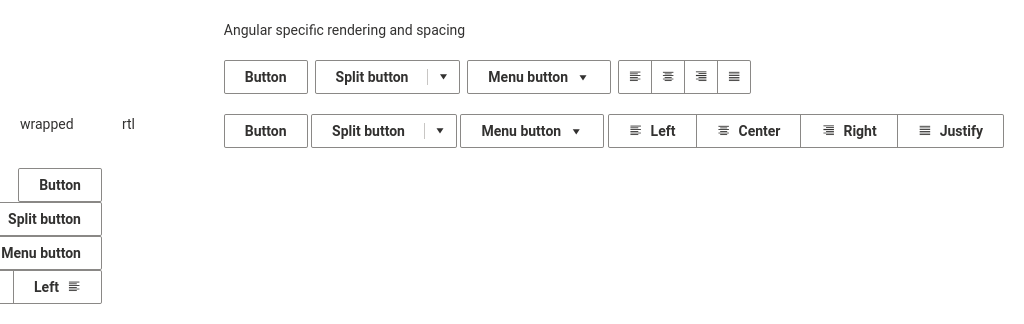 Angular specific rendering and spacing
Button Split button Menu button
Button Split button Menu button Left Center Right Justify
wrapped rtl
Button
Split button
Menu button
Left